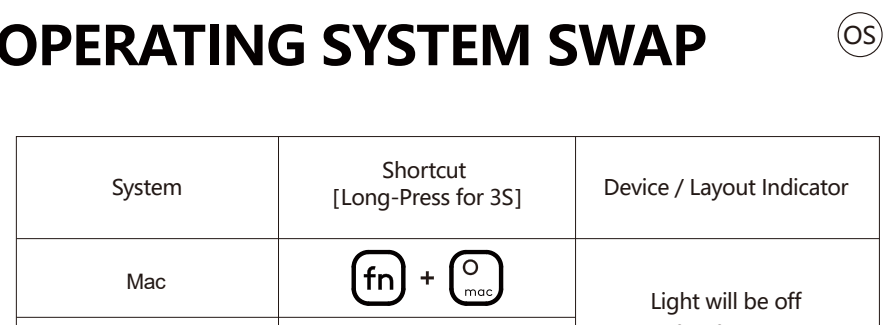 OPERATING SYSTEM SWAP
OS
System
Shortcut
[Long-Press for 3S]
Device / Layout Indicator
Mac
fn + O
mac
Light will be off